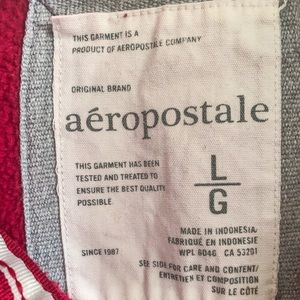 THIS GARMENT IS A
PRODUCT OF AEROPOSTALE COMPANY
ORIGINAL BRAND
aéropostale
THIS GARMENT HAS BEEN
TESTED AND TREATED TO
ENSURE THE BEST QUALITY
POSSIBLE.
L
G
MADE IN INDONESIA
FABRIQUÉ EN INDONESIE
SINCE 1987
WPL 8046 CA 53201
SEE SIDE FOR CARE AND CONTENT/
ENTRETIEN ET COMPOSITION
SUR LE CÔTÉ